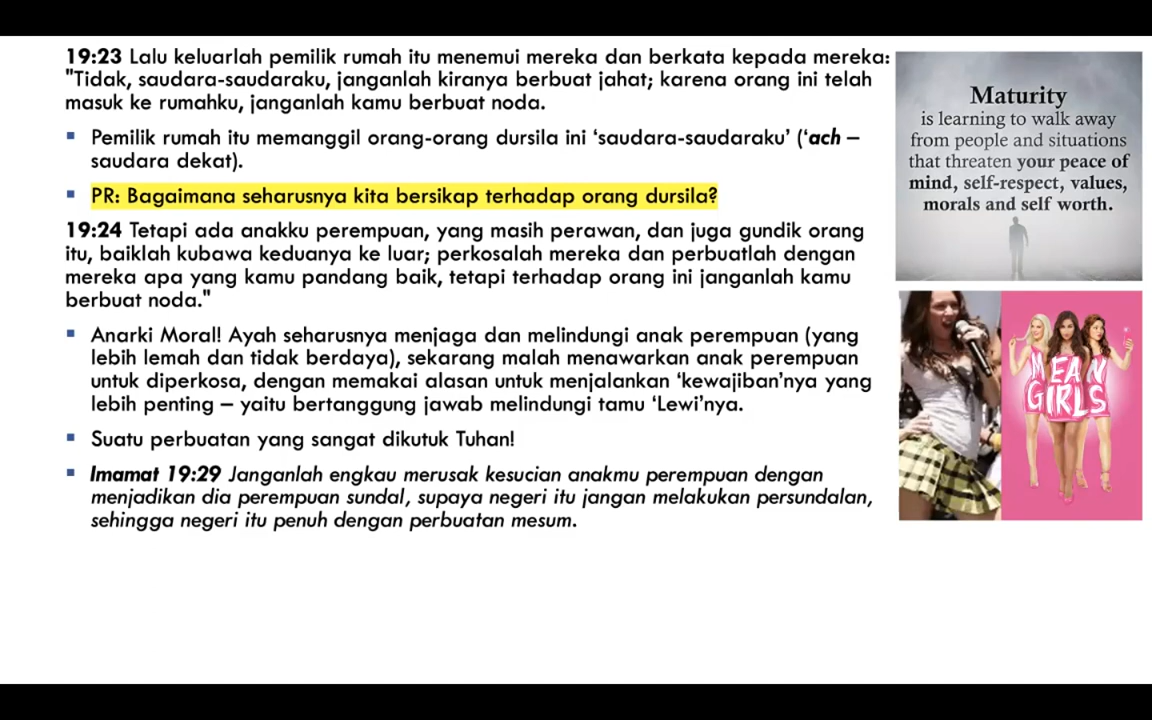 19:23 Lalu keluarlah pemilik rumah itu menemui mereka dan berkata kepada mereka:
"Tidak, saudara-saudaraku, janganlah kiranya berbuat jahat; karena orang ini telah
masuk ke rumahku, janganlah kamu berbuat noda.
▪ Pemilik rumah itu memanggil orang-orang dursila ini ‘saudara-saudaraku’ (‘ach –
saudara dekat).
▪ PR: Bagaimana seharusnya kita bersikap terhadap orang dursila?
19:24 Tetapi ada anakku perempuan, yang masih perawan, dan juga gundik orang
itu, baiklah kubawa keduanya ke luar; perkosalah mereka dan perbuatlah dengan
mereka apa yang kamu pandang baik, tetapi terhadap orang ini janganlah kamu
berbuat noda."
▪ Anarki Moral! Ayah seharusnya menjaga dan melindungi anak perempuan (yang
lebih lemah dan tidak berdaya), sekarang malah menawarkan anak perempuan
untuk diperkosa, dengan memakai alasan untuk menjalankan ‘kewajiban’nya yang
lebih penting – yaitu bertanggung jawab melindungi tamu ‘Lewi’nya.
▪ Suatu perbuatan yang sangat dikutuk Tuhan!
▪ Imamat 19:29 Janganlah engkau merusak kesucian anakmu perempuan dengan
menjadikan dia perempuan sundal, supaya negeri itu jangan melakukan persundalan,
sehingga negeri itu penuh dengan perbuatan mesum.
Maturity
is learning to walk away
from people and situations
that threaten your peace of
mind, self-respect, values,
morals and self worth.
MEAN
GIRLS